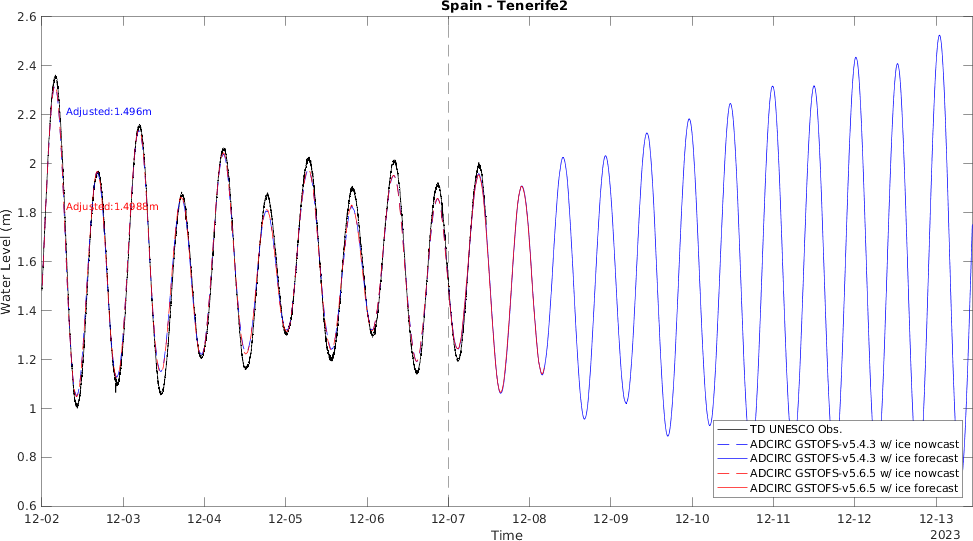 Spain - Tenerife2
2.6
2.4
2.2
2
1.8
1.6
1.4
1.2
1
0.8
0.6
Water Level (m)
Adjusted:1.496m
Adjusted:1.4988m
TD UNESCO Obs.
ADCIRC GSTOFS-v5.4.3 w/ ice nowcast
ADCIRC GSTOFS-v5.4.3 w/ ice forecast
ADCIRC GSTOFS-v5.6.5 w/ ice nowcast
ADCIRC GSTOFS-v5.6.5 w/ ice forecast
12-02 12-03 12-04 12-05 12-06 12-07 12-08 12-09 12-10 12-11 12-12 12-13
2023
Time